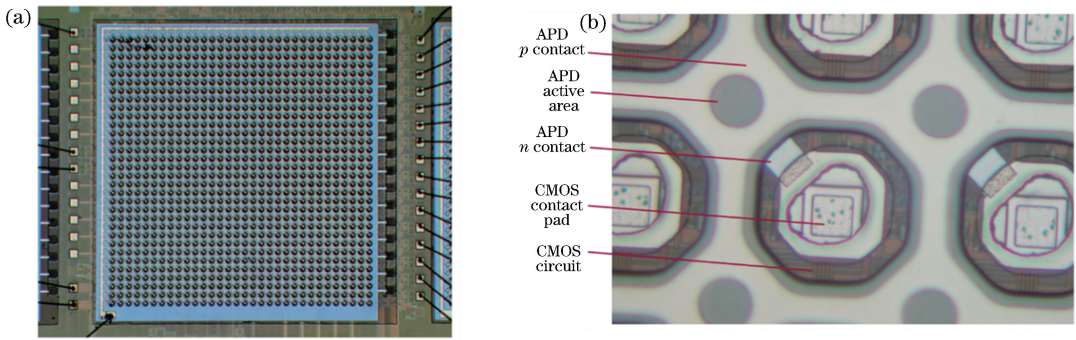 (a)
(b)
APD
p contact
APD
active
area
APD
n contact
CMOS
contact
pad
CMOS
circuit